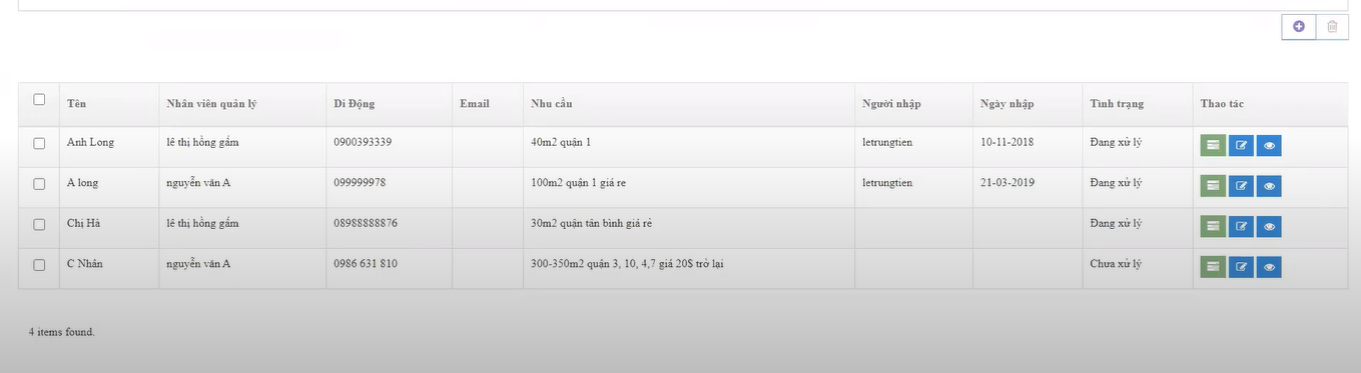 Tên Nhân viên quản lý Di Động Email Nhu cầu Người nhập Ngày nhập Tình trạng Thao tác
Anh Long lê thị hồng gấm 0900393339 40m2 quận 1 letrungtien 10-11-2018 Đang xử lý
A long nguyễn văn A 099999978 100m2 quận 1 giá re letrungtien 21-03-2019 Đang xử lý
Chị Hà lê thị hồng gấm 08988888876 30m2 quận tân bình giá rẻ Đang xử lý
C Nhân nguyễn văn A 0986 631 810 300-350m2 quận 3, 10, 4,7 giá 20$ trở lại Chưa xử lý
4 items found.